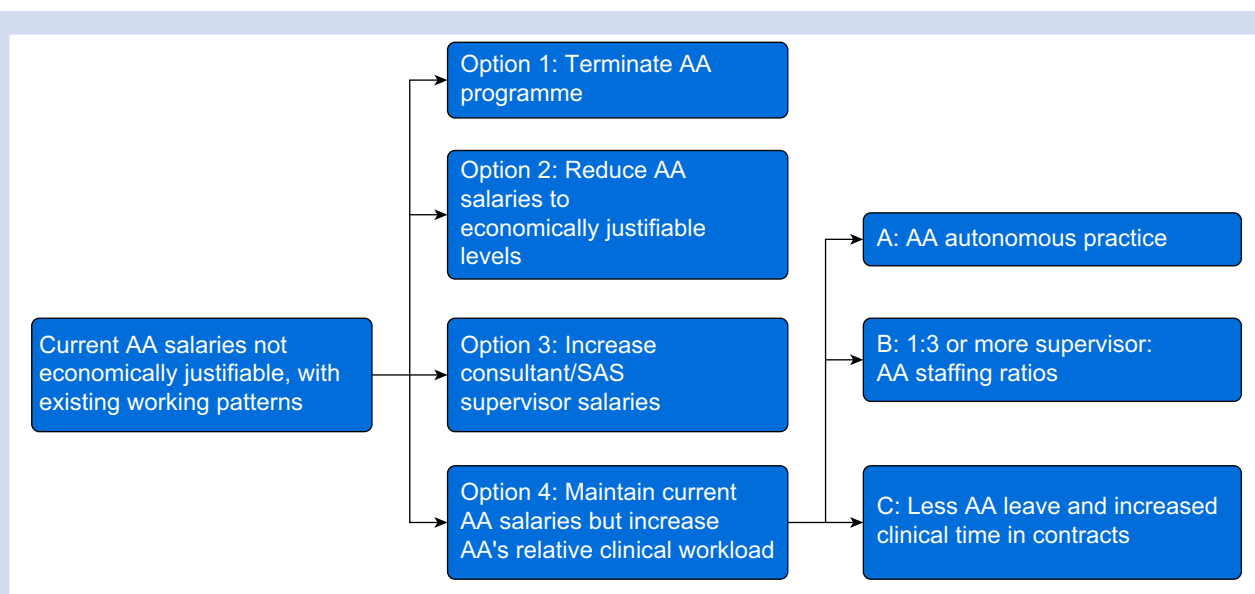 Current AA salaries not
economically justifiable, with
existing working patterns
Option 1: Terminate AA
programme
Option 2: Reduce AA
salaries to
economically justifiable
levels
Option 3: Increase
consultant/SAS
supervisor salaries
Option 4: Maintain current
AA salaries but increase
AA's relative clinical workload
A: AA autonomous practice
B: 1:3 or more supervisor:
AA staffing ratios
C: Less AA leave and increased
clinical time in contracts